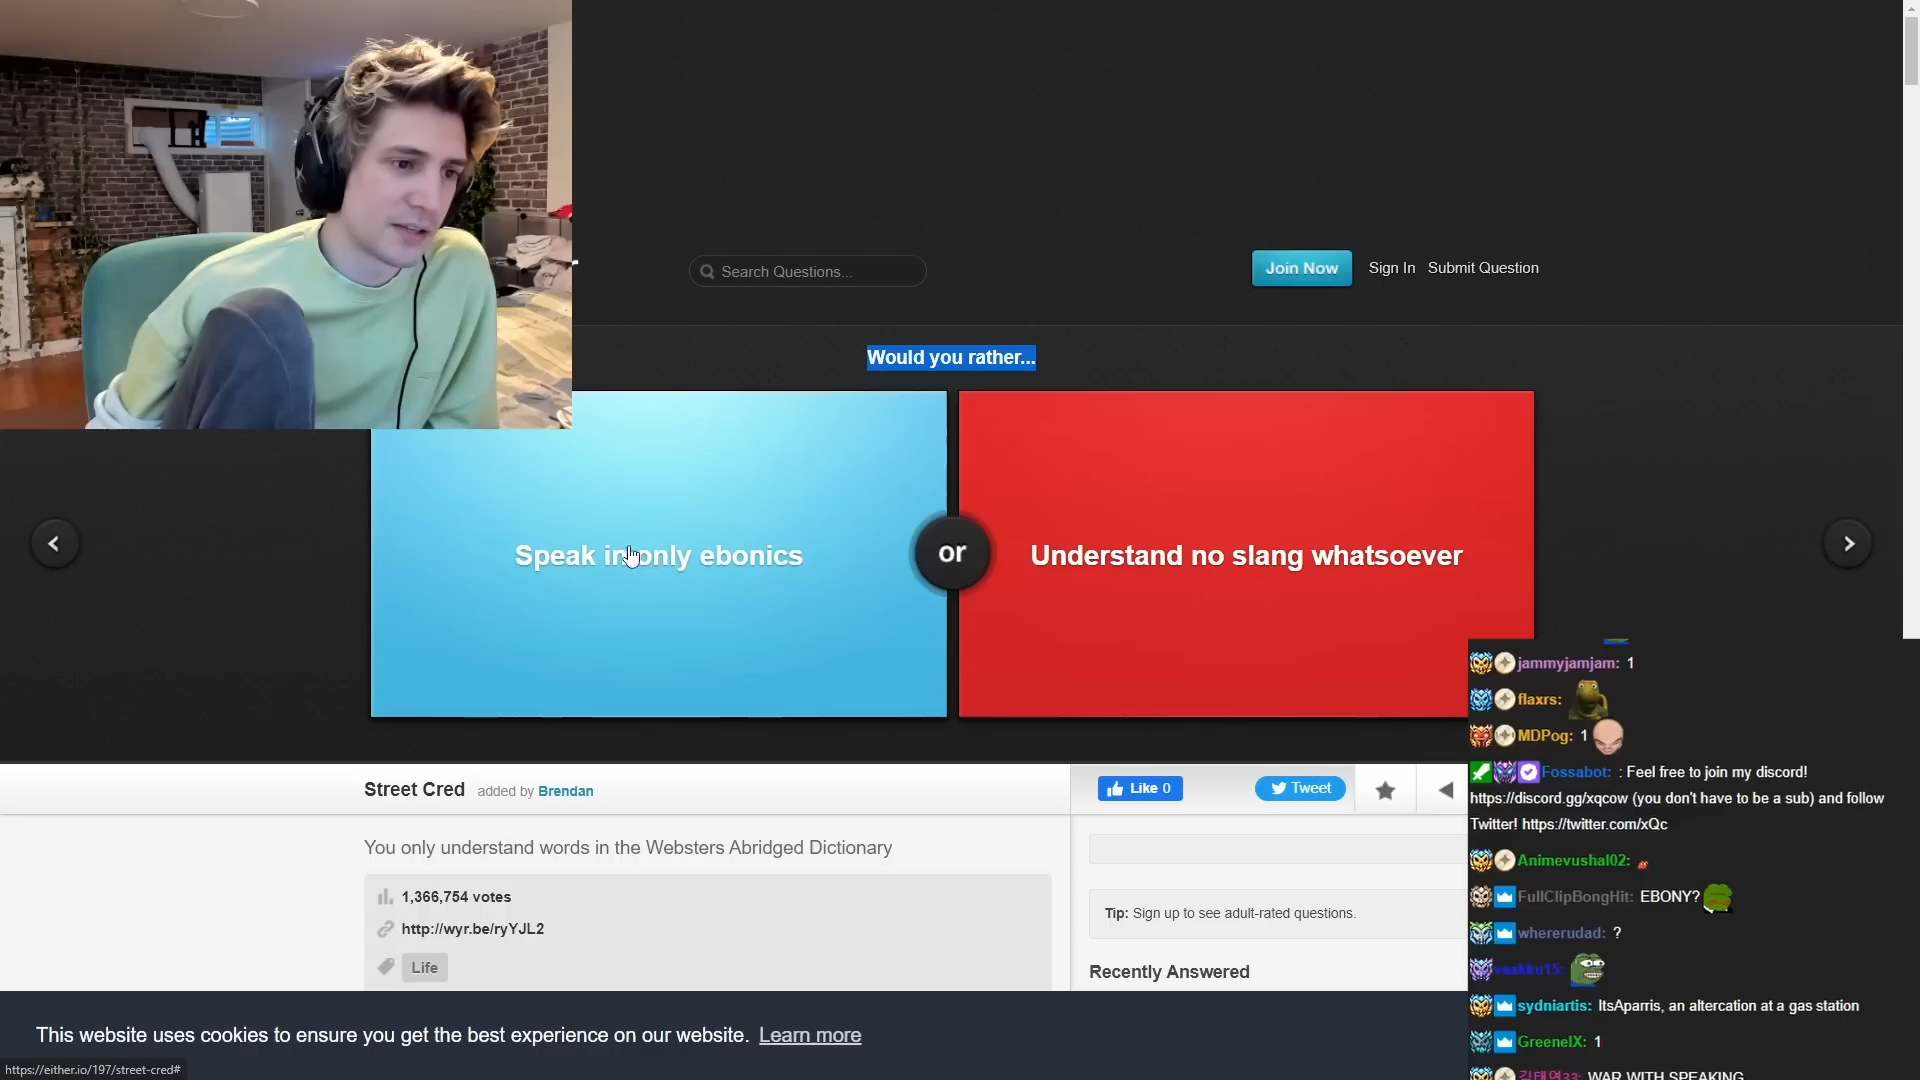 Search Questions...
Join Now
Sign In
Submit Question
Would you rather...
Speak in only ebonics
or
Understand no slang whatsoever
Street Cred added by Brendan
Like 0
Tweet
You only understand words in the Websters Abridged Dictionary
1,366,754 votes
http://wyr.be/ryYJL2
Life
Tip: Sign up to see adult-rated questions.
Recently Answered
This website uses cookies to ensure you get the best experience on our website. Learn more
https://either.io/197/street-cred#
jammyjamjam: 1
flaxrs:
MDPog: 1
Fossabot: : Feel free to join my discord!
https://discord.gg/xqcow (you don't have to be a sub) and follow
Twitter! https://twitter.com/xQc
Animevushal02:
FullClipBongHit: EBONY?
whererudad: ?
sydniartis: ItsAparris, an altercation at a gas station
GreenelX: 1
WAR WITH SPEAKING